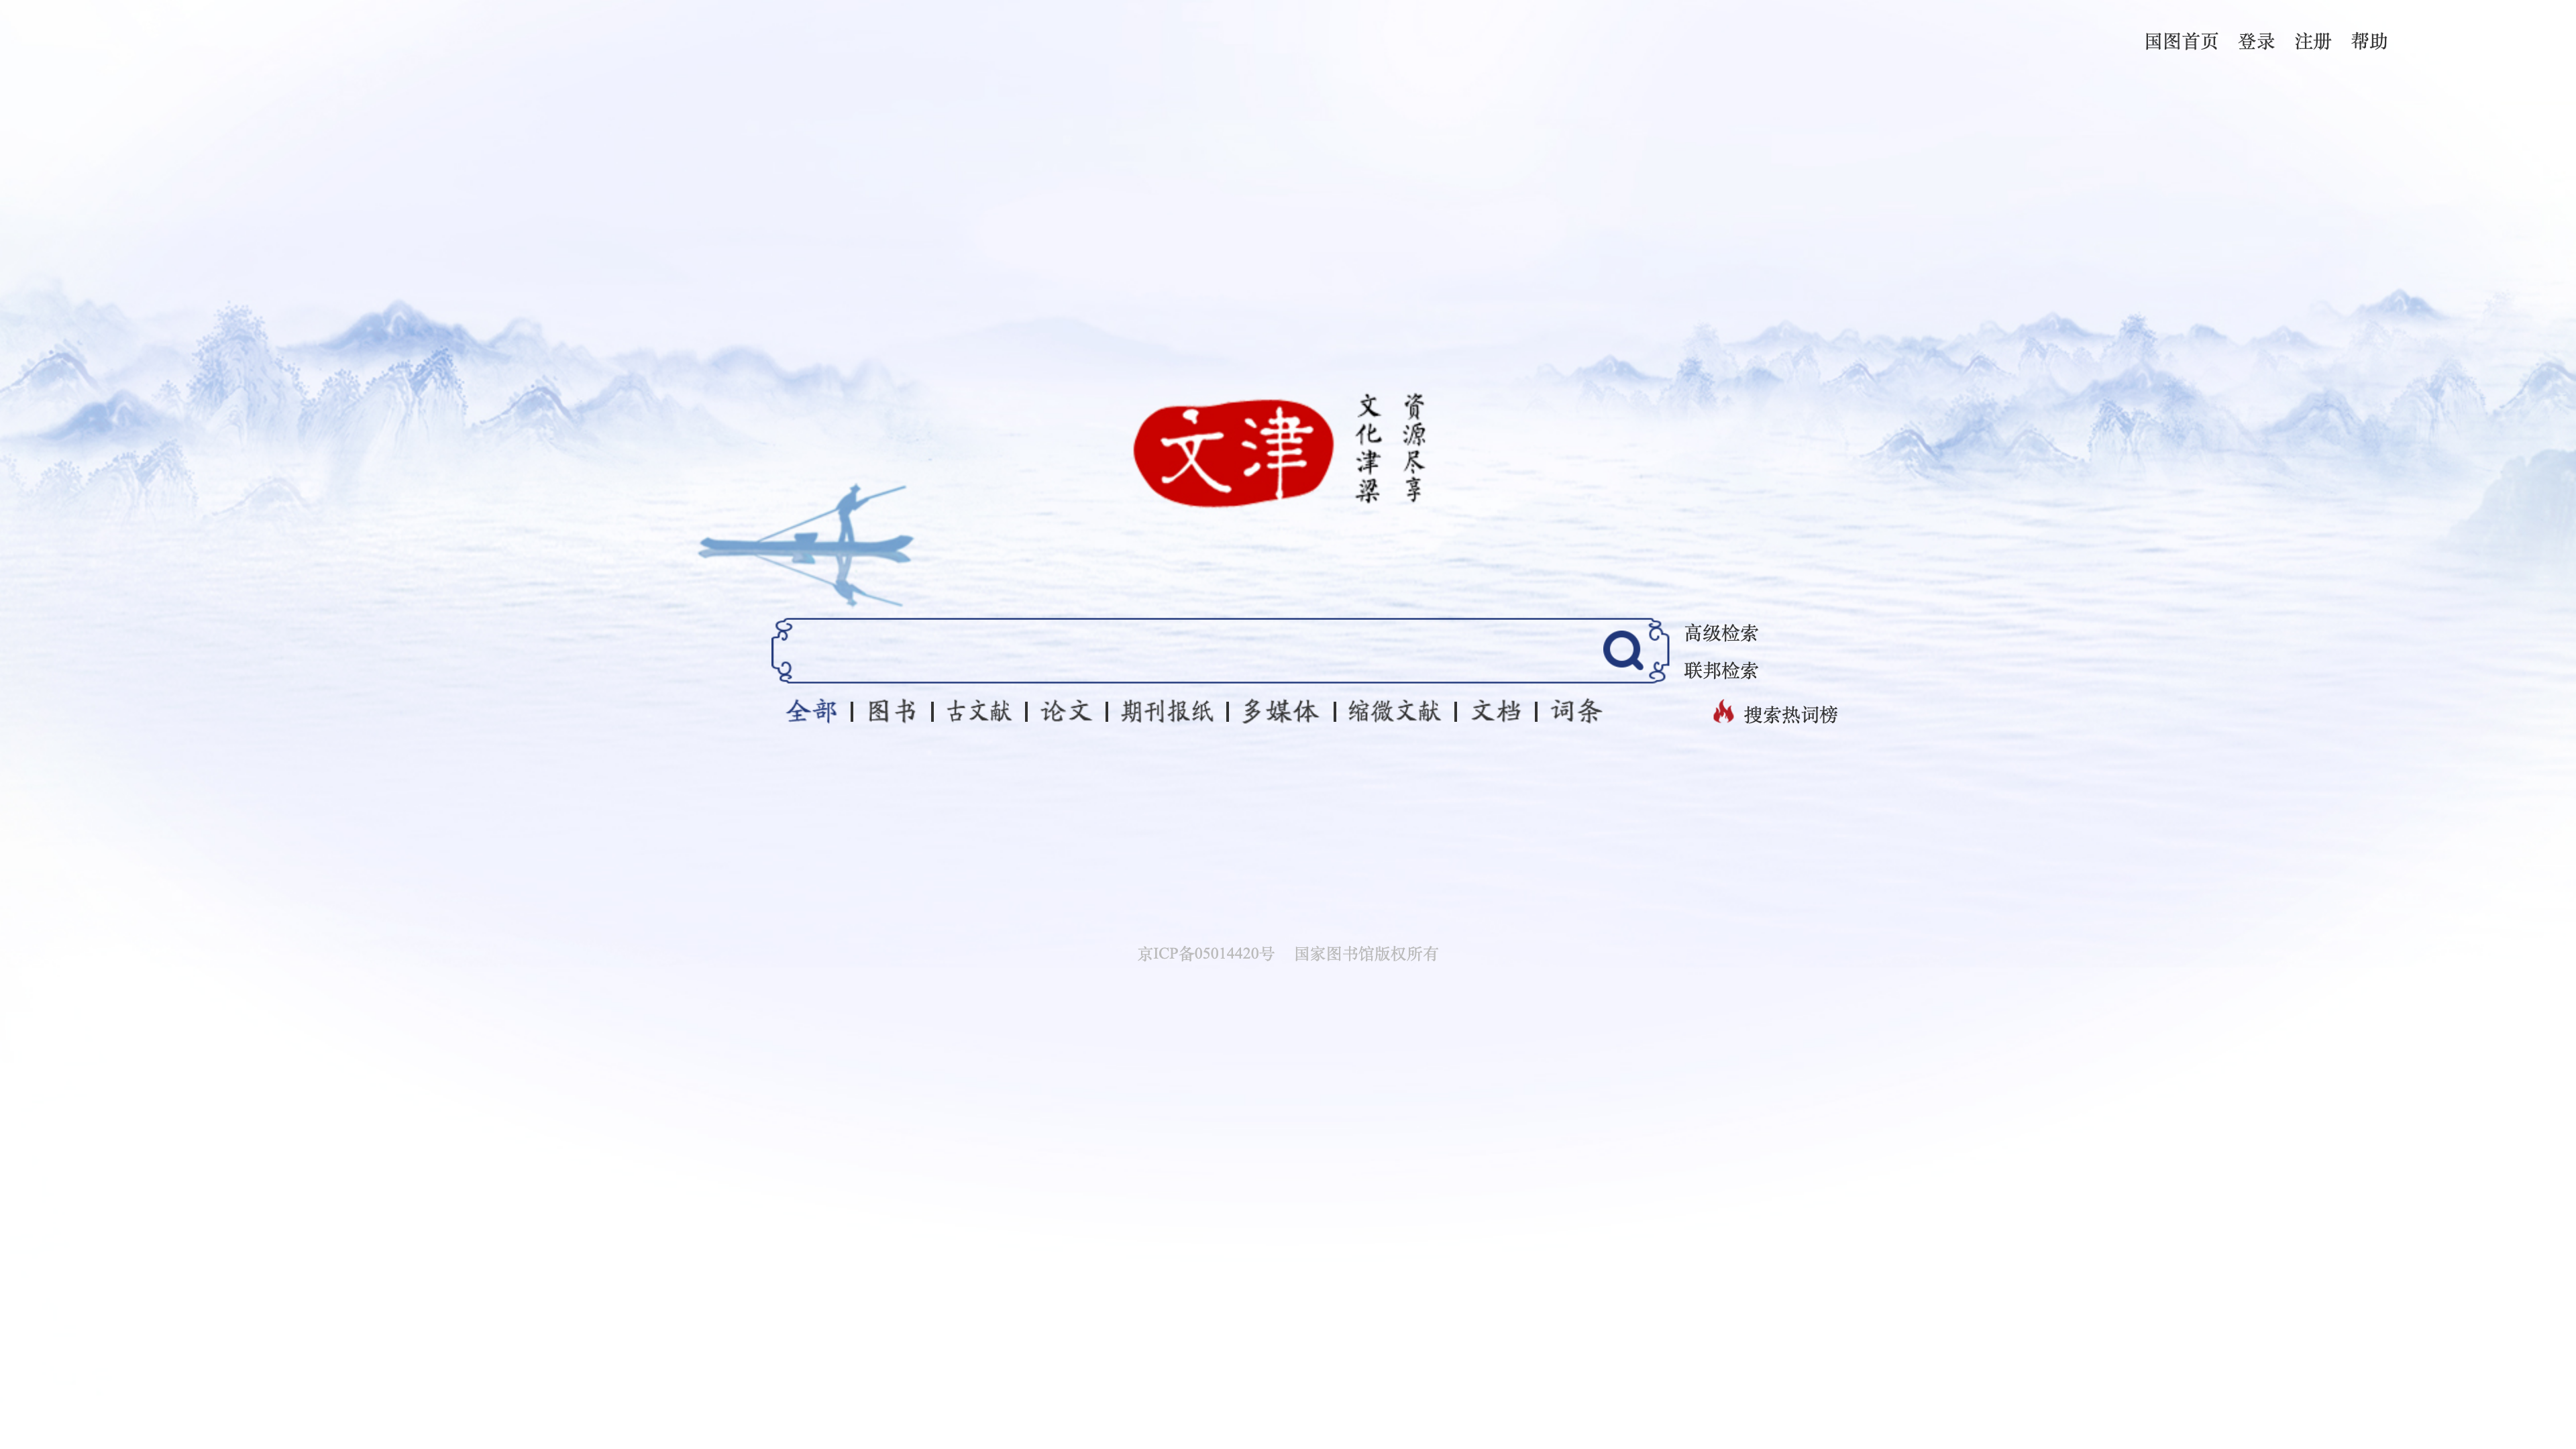 国图首页 登录 注册 帮助
文津
文化津梁
资源尽享
高级检索
联邦检索
全部 | 图书 | 古文献 | 论文 | 期刊报纸 | 多媒体 | 缩微文献 | 文档 | 词条
搜索热词榜
京ICP备05014420号 国家图书馆版权所有